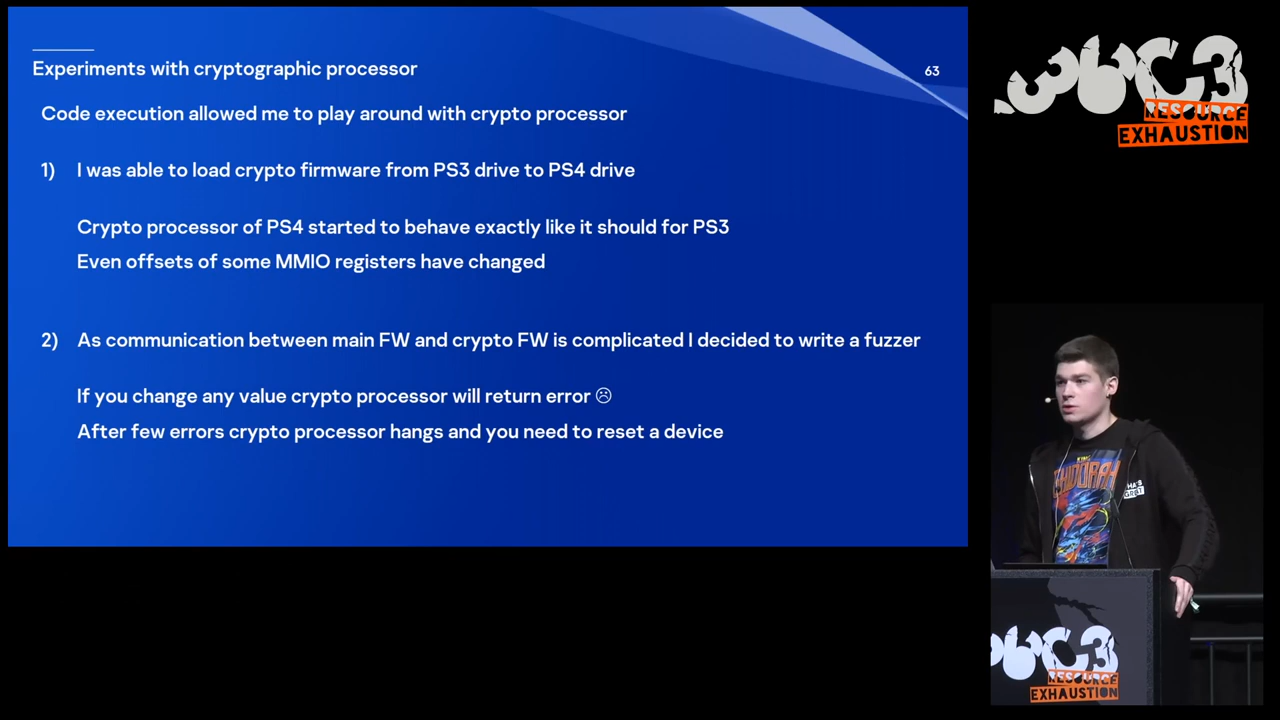 Experiments with cryptographic processor
63
Code execution allowed me to play around with crypto processor
1) I was able to load crypto firmware from PS3 drive to PS4 drive
Crypto processor of PS4 started to behave exactly like it should for PS3
Even offsets of some MMIO registers have changed
2) As communication between main FW and crypto FW is complicated I decided to write a fuzzer
If you change any value crypto processor will return error ☹
After few errors crypto processor hangs and you need to reset a device
36C3
RESOURCE
EXHAUSTION
36C3
RESOURCE
EXHAUSTION